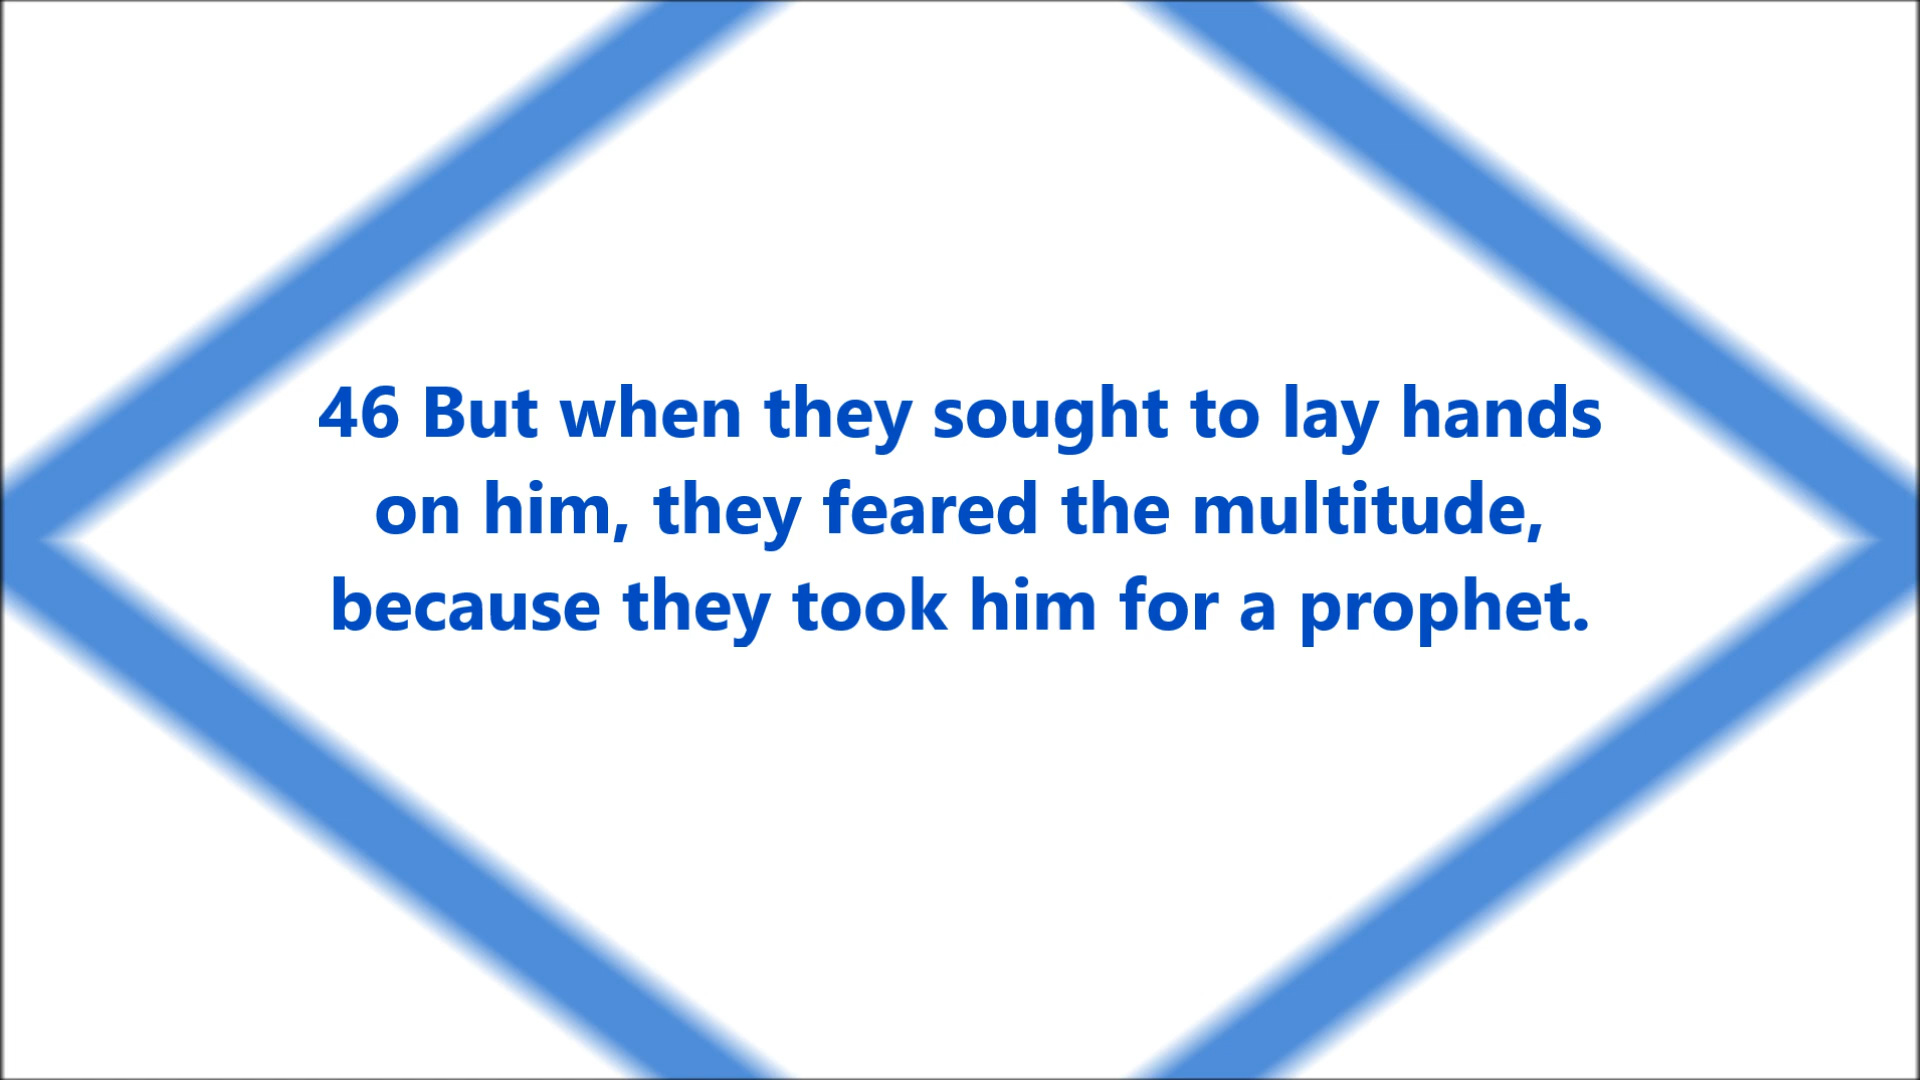 46 But when they sought to lay hands
on him, they feared the multitude,
because they took him for a prophet.